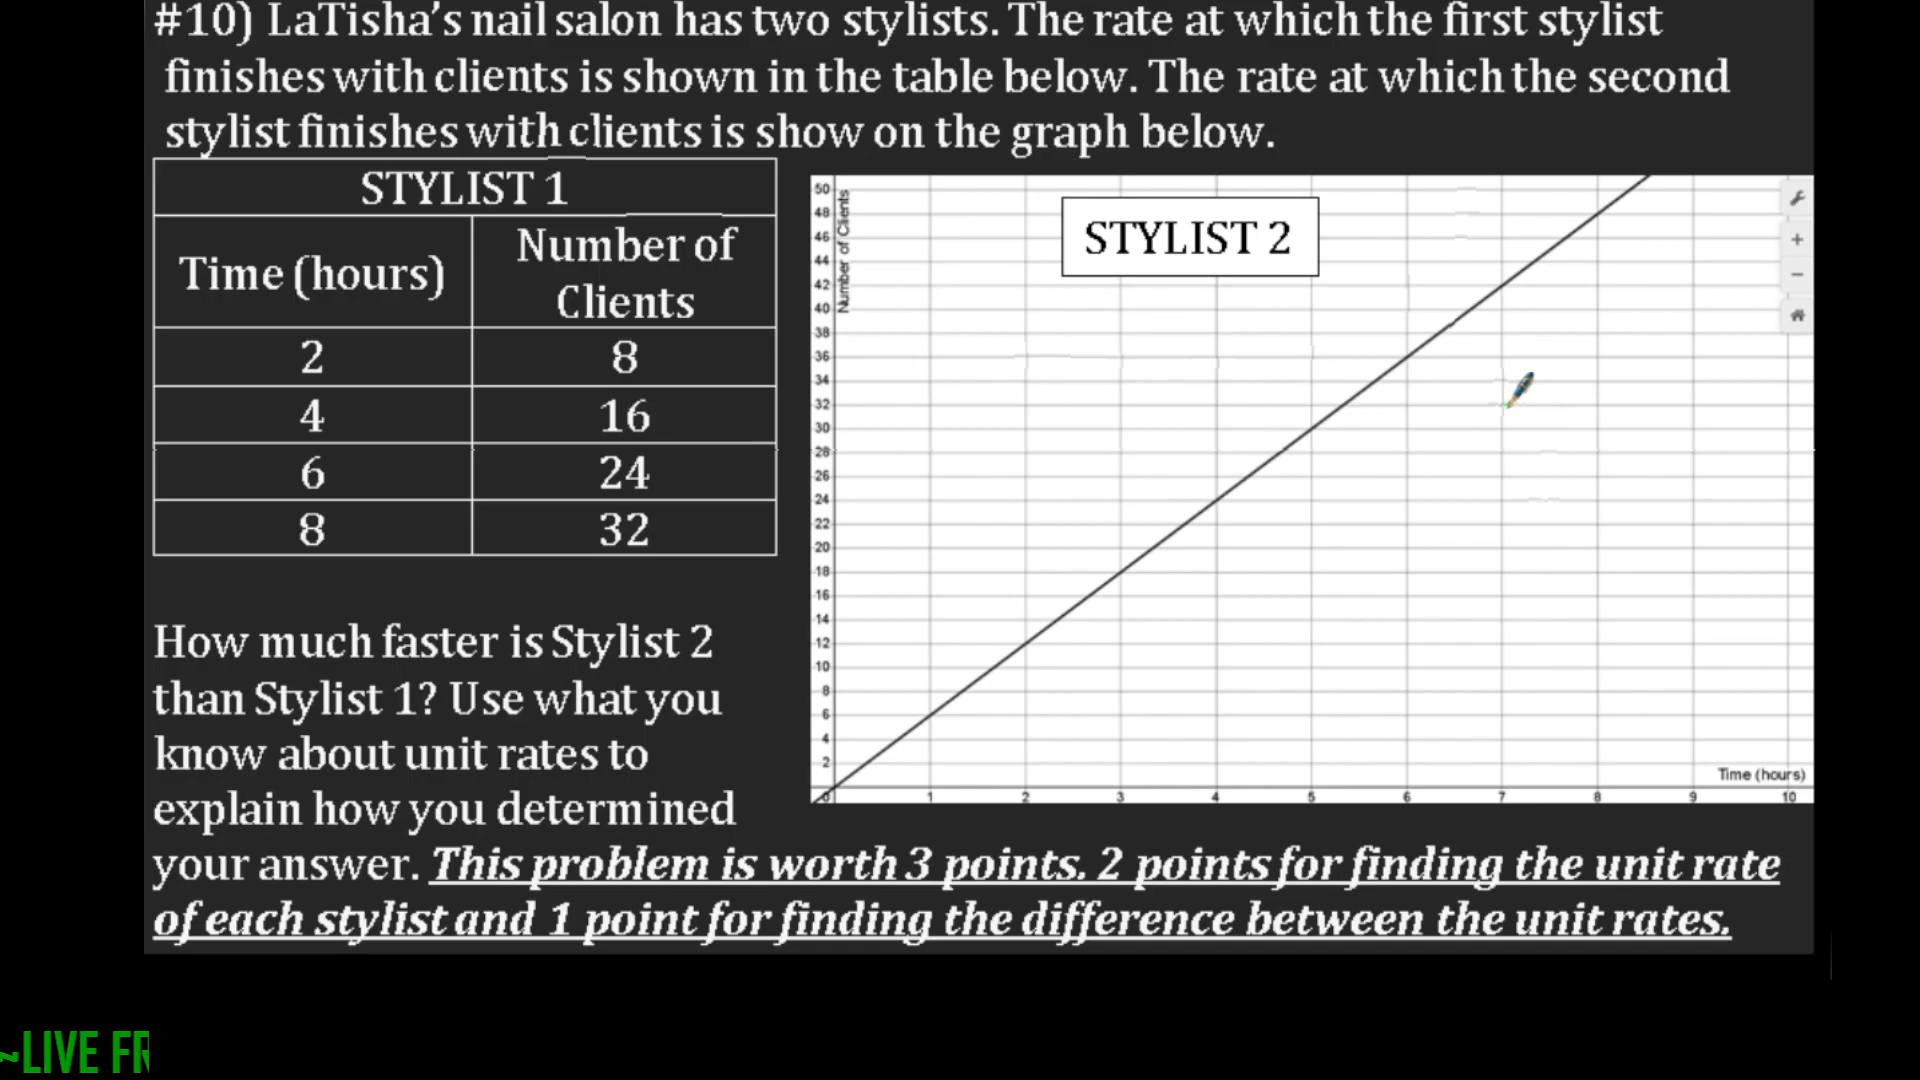 #10) LaTisha's nail salon has two stylists. The rate at which the first stylist
finishes with clients is shown in the table below. The rate at which the second
stylist finishes with clients is show on the graph below.
STYLIST 1
Time (hours)
Number of
Clients
2 8
4 16
6 24
8 32
STYLIST 2
Number of Clients
50
48
46
44
42
40
38
36
34
32
30
28
26
24
22
20
18
16
14
12
10
8
6
4
2
0 1 2 3 4 5 6 7 8 9 10
Time (hours)
How much faster is Stylist 2
than Stylist 1? Use what you
know about unit rates to
explain how you determined
your answer. This problem is worth 3 points. 2 points for finding the unit rate
of each stylist and 1 point for finding the difference between the unit rates.
~LIVE FR